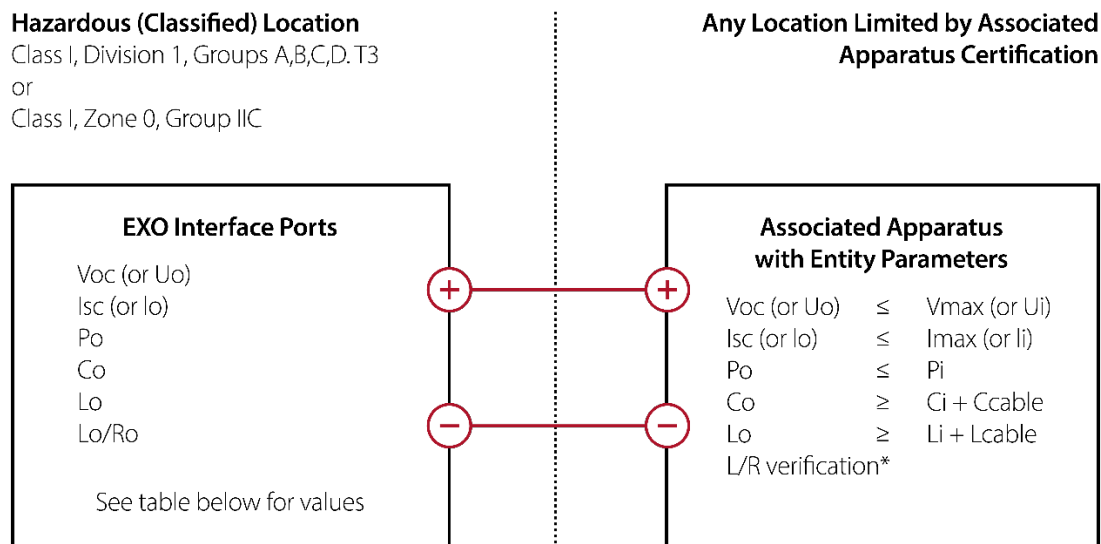 Hazardous (Classified) Location
Class I, Division 1, Groups A,B,C,D. T3
or
Class I, Zone 0, Group IIC
Any Location Limited by Associated
Apparatus Certification
EXO Interface Ports
Voc (or Uo)
Isc (or Io)
Po
Co
Lo
Lo/Ro
See table below for values
+
−
+
−
Associated Apparatus
with Entity Parameters
Voc (or Uo) ≤ Vmax (or Ui)
Isc (or Io) ≤ Imax (or Ii)
Po ≤ Pi
Co ≥ Ci + Ccable
Lo ≥ Li + Lcable
L/R verification*